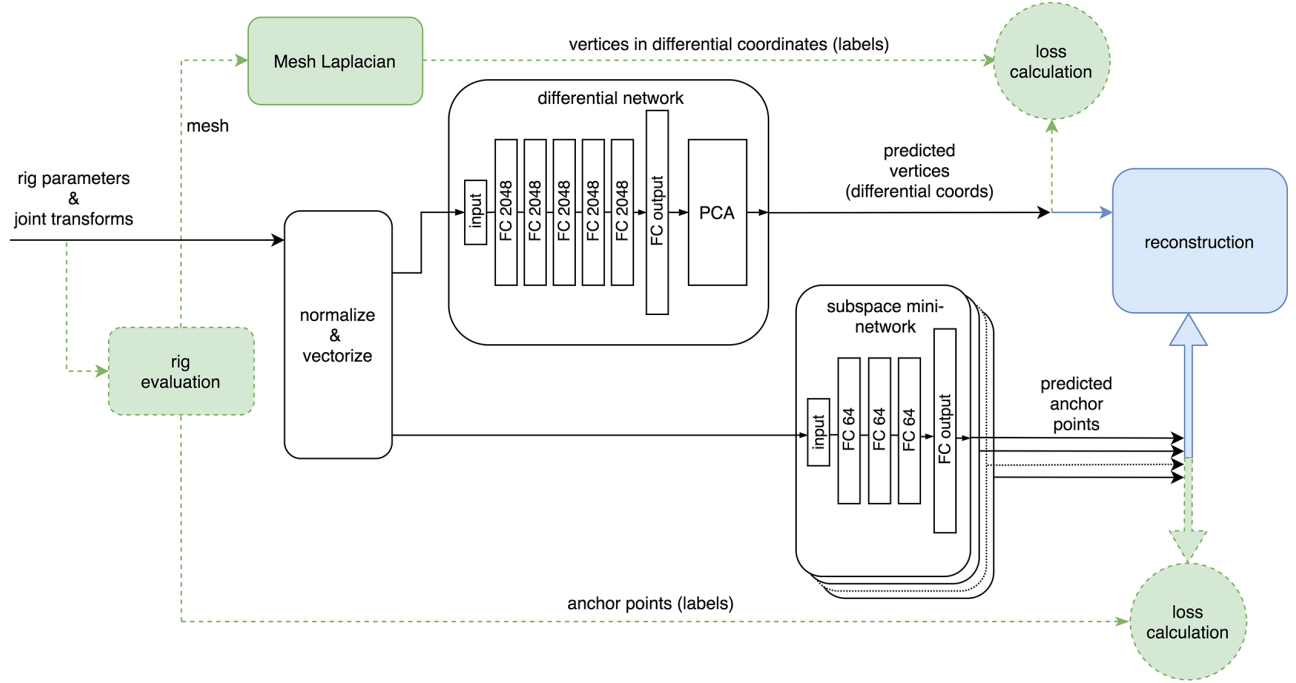 Mesh Laplacian
vertices in differential coordinates (labels)
loss
calculation
mesh
differential network
input
FC 2048
FC 2048
FC 2048
FC 2048
FC 2048
FC output
PCA
predicted
vertices
(differential coords)
reconstruction
rig parameters
&
joint transforms
normalize
&
vectorize
rig
evaluation
subspace mini-
network
input
FC 64
FC 64
FC 64
FC output
predicted
anchor
points
anchor points (labels)
loss
calculation